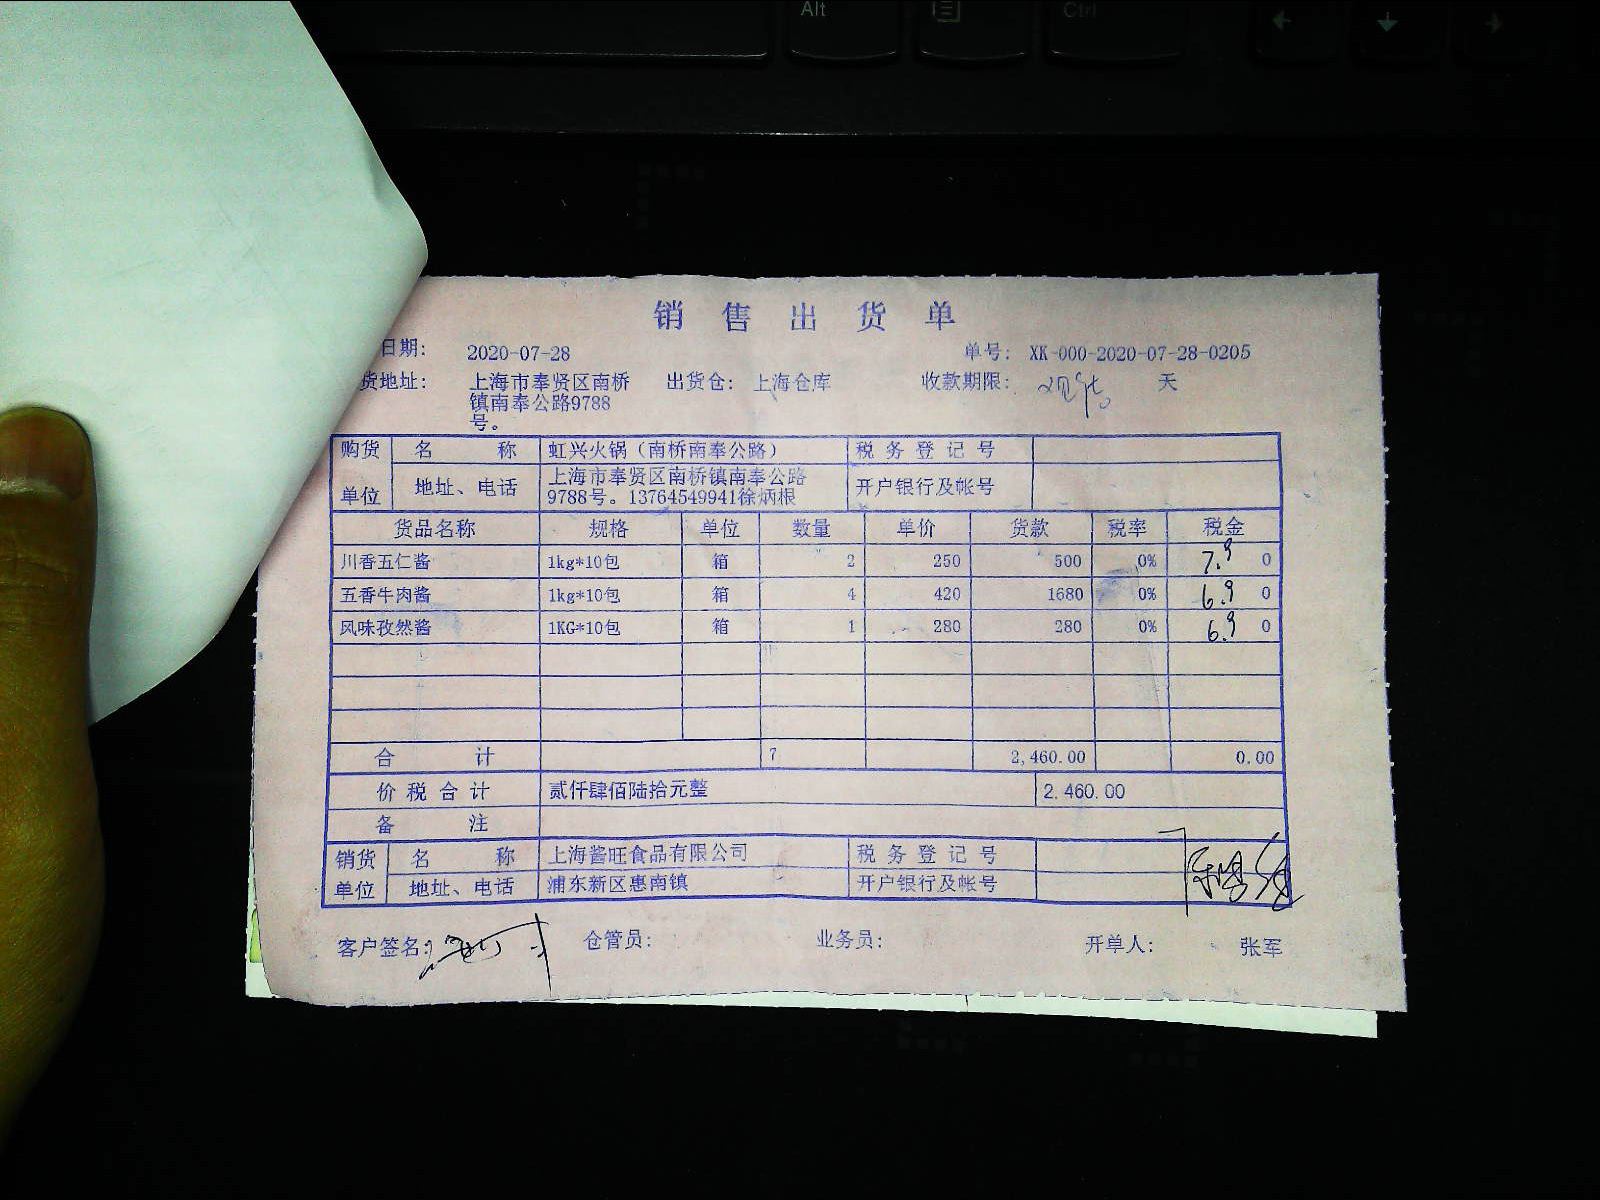 Alt
Ctrl
销售出货单
日期: 2020-07-28 单号: XK-000-2020-07-28-0205
货地址: 上海市奉贤区南桥 出货仓: 上海仓库 收款期限: 天
镇南奉公路9788
号。
购货单位 名称 虹兴火锅（南桥南奉公路） 税务登记号
地址、电话 上海市奉贤区南桥镇南奉公路 开户银行及帐号
9788号。13764549941徐炳根
货品名称 规格 单位 数量 单价 货款 税率 税金
川香五仁酱 1kg*10包 箱 2 250 500 0% 7.9 0
五香牛肉酱 1kg*10包 箱 4 420 1680 0% 6.9 0
风味孜然酱 1KG*10包 箱 1 280 280 0% 6.9 0
合计 7 2,460.00 0.00
价税合计 贰仟肆佰陆拾元整 2.460.00
备注
销货单位 名称 上海酱旺食品有限公司 税务登记号
地址、电话 浦东新区惠南镇 开户银行及帐号
客户签名: 仓管员: 业务员: 开单人: 张军